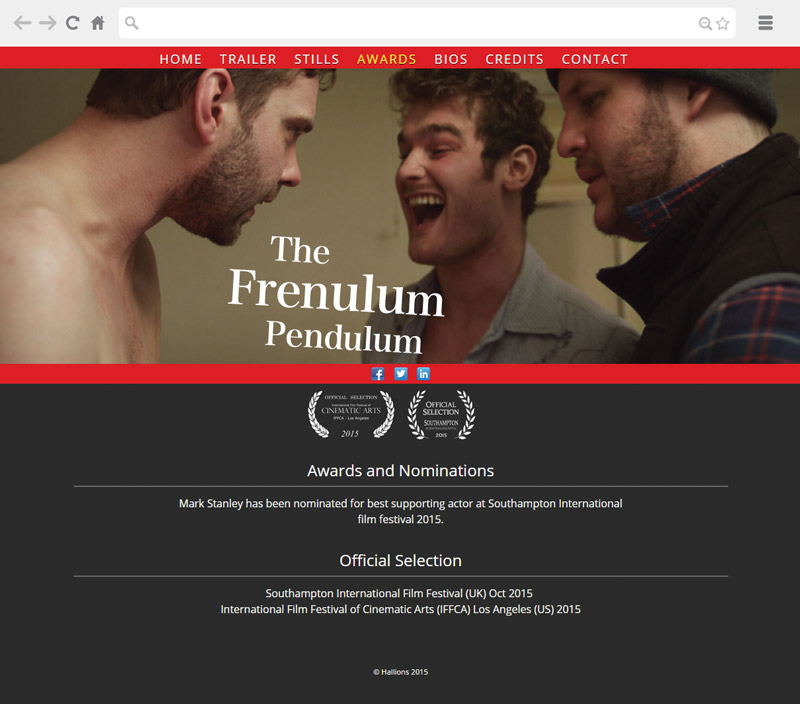 HOME TRAILER STILLS AWARDS BIOS CREDITS CONTACT
The
Frenulum
Pendulum
OFFICIAL SELECTION
International Film Festival of
CINEMATIC ARTS
IFFCA - Los Angeles
2015
OFFICIAL
SELECTION
SOUTHAMPTON
2015
Awards and Nominations
Mark Stanley has been nominated for best supporting actor at Southampton International
film festival 2015.
Official Selection
Southampton International Film Festival (UK) Oct 2015
International Film Festival of Cinematic Arts (IFFCA) Los Angeles (US) 2015
© Hallions 2015